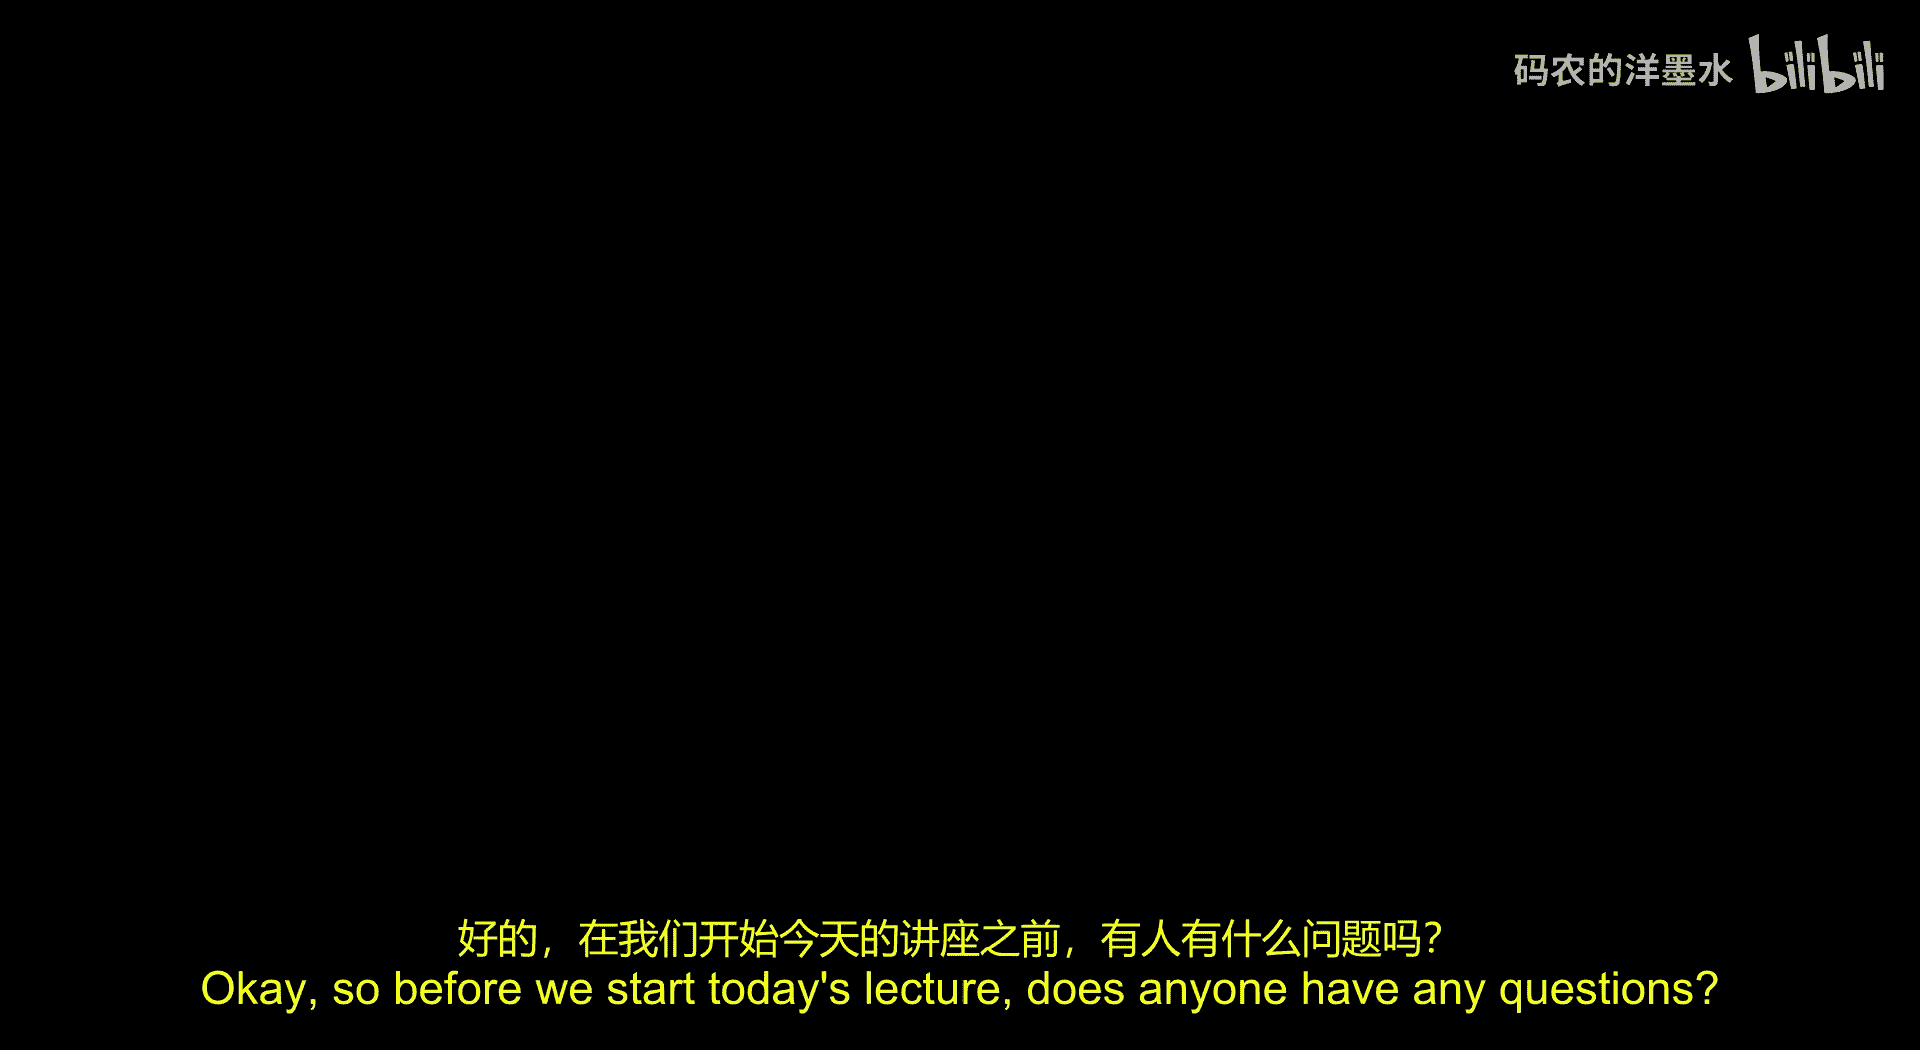 码农的洋墨水 bilibili
好的，在我们开始今天的讲座之前，有人有什么问题吗？
Okay, so before we start today's lecture, does anyone have any questions?